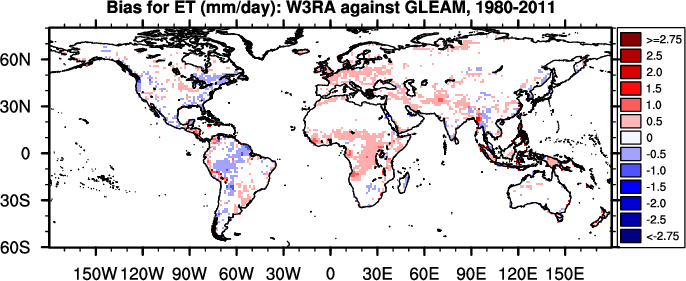 Bias for ET (mm/day): W3RA against GLEAM, 1980-2011
60N
30N
0
30S
60S
150W 120W 90W 60W 30W 0 30E 60E 90E 120E 150E
>=2.75
2.5
2.0
1.5
1.0
0.5
0
-0.5
-1.0
-1.5
-2.0
-2.5
<-2.75